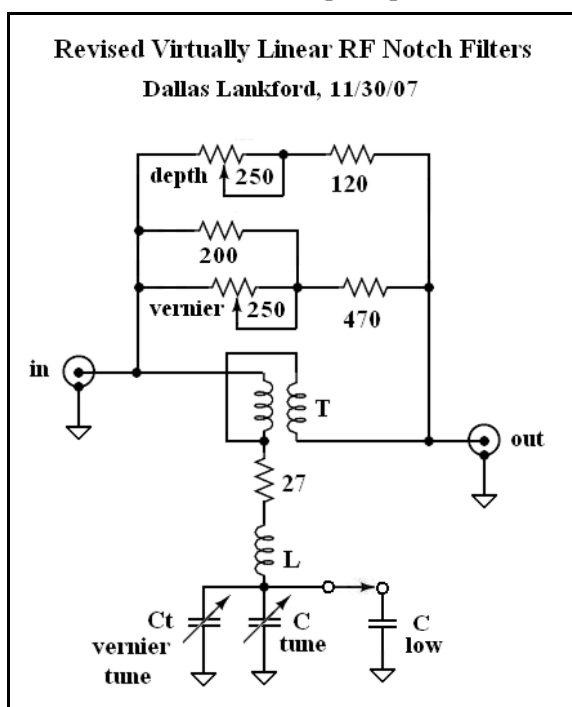 Revised Virtually Linear RF Notch Filters
Dallas Lankford, 11/30/07
depth 250 120
200
vernier 250 470
in
T
out
27
L
Ct C C
vernier tune low
tune